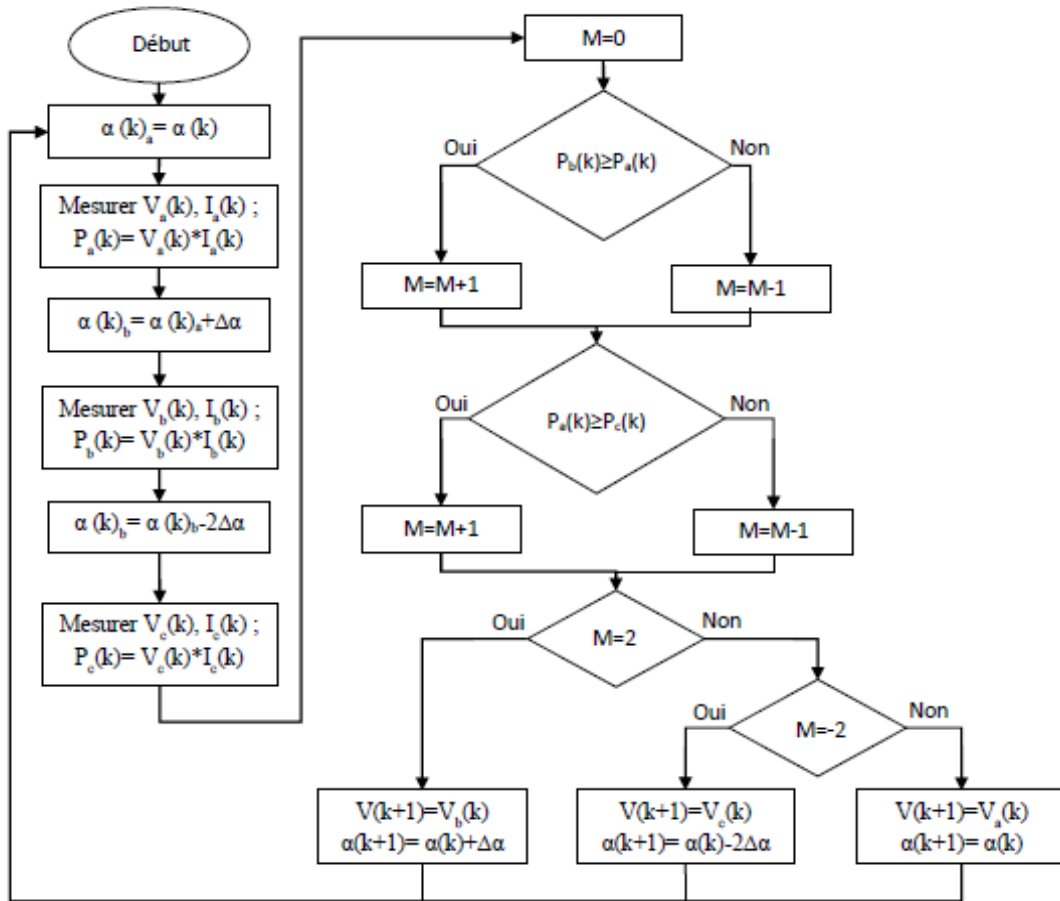 Début
α (k)a= α (k)
Mesurer Va(k), Ia(k) ;
Pa(k)= Va(k)*Ia(k)
α (k)b= α (k)a+Δα
Mesurer Vb(k), Ib(k) ;
Pb(k)= Vb(k)*Ib(k)
α (k)b= α (k)b-2Δα
Mesurer Vc(k), Ic(k) ;
Pc(k)= Vc(k)*Ic(k)
M=0
Oui
Pb(k)≥Pa(k)
Non
M=M+1
M=M-1
Oui
Pa(k)≥Pc(k)
Non
M=M+1
M=M-1
Oui
M=2
Non
Oui
M=-2
Non
V(k+1)=Vb(k)
α(k+1)= α(k)+Δα
V(k+1)=Vc(k)
α(k+1)= α(k)-2Δα
V(k+1)=Va(k)
α(k+1)= α(k)